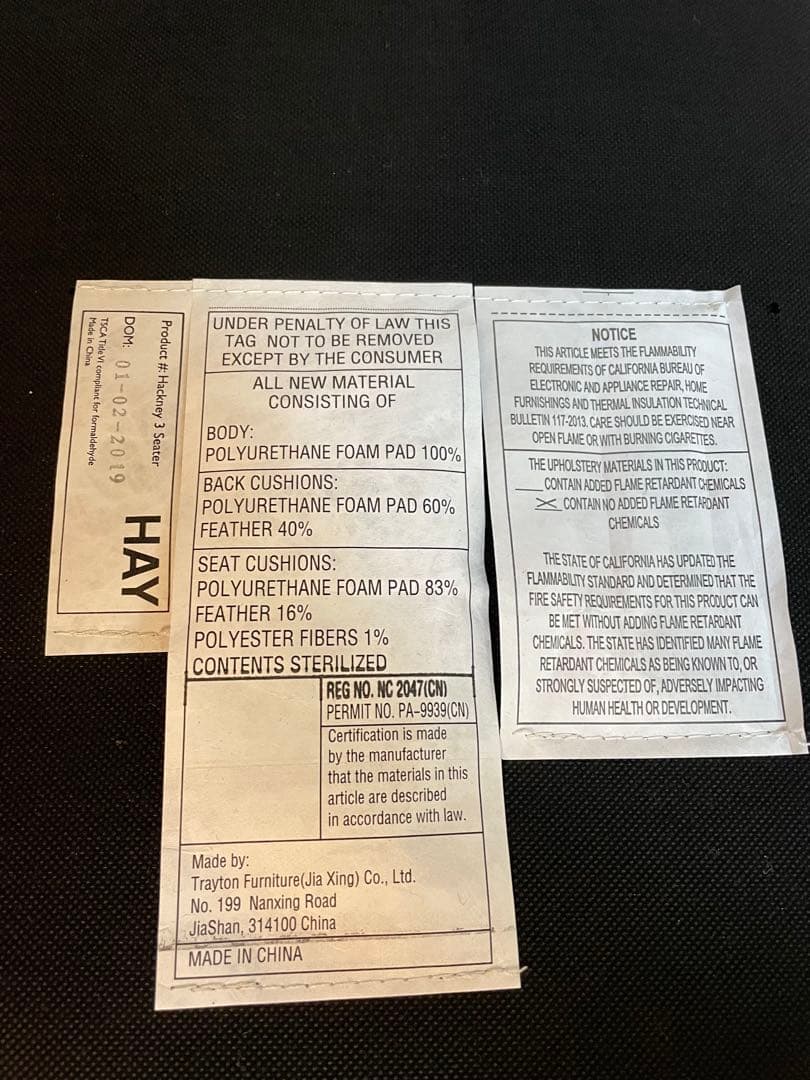 Product #: Hackney 3 Seater
DOM: 01-02-2019
TSCA Title VI compliant for formaldehyde
Made in China
HAY
UNDER PENALTY OF LAW THIS
TAG NOT TO BE REMOVED
EXCEPT BY THE CONSUMER
ALL NEW MATERIAL
CONSISTING OF
BODY:
POLYURETHANE FOAM PAD 100%
BACK CUSHIONS:
POLYURETHANE FOAM PAD 60%
FEATHER 40%
SEAT CUSHIONS:
POLYURETHANE FOAM PAD 83%
FEATHER 16%
POLYESTER FIBERS 1%
CONTENTS STERILIZED
REG NO. NC 2047(CN)
PERMIT NO. PA-9939(CN)
Certification is made
by the manufacturer
that the materials in this
article are described
in accordance with law.
Made by:
Trayton Furniture(Jia Xing) Co., Ltd.
No. 199 Nanxing Road
JiaShan, 314100 China
MADE IN CHINA
NOTICE
THIS ARTICLE MEETS THE FLAMMABILITY
REQUIREMENTS OF CALIFORNIA BUREAU OF
ELECTRONIC AND APPLIANCE REPAIR, HOME
FURNISHINGS AND THERMAL INSULATION TECHNICAL
BULLETIN 117-2013. CARE SHOULD BE EXERCISED NEAR
OPEN FLAME OR WITH BURNING CIGARETTES.
THE UPHOLSTERY MATERIALS IN THIS PRODUCT:
CONTAIN ADDED FLAME RETARDANT CHEMICALS
X CONTAIN NO ADDED FLAME RETARDANT
CHEMICALS
THE STATE OF CALIFORNIA HAS UPDATED THE
FLAMMABILITY STANDARD AND DETERMINED THAT THE
FIRE SAFETY REQUIREMENTS FOR THIS PRODUCT CAN
BE MET WITHOUT ADDING FLAME RETARDANT
CHEMICALS. THE STATE HAS IDENTIFIED MANY FLAME
RETARDANT CHEMICALS AS BEING KNOWN TO, OR
STRONGLY SUSPECTED OF, ADVERSELY IMPACTING
HUMAN HEALTH OR DEVELOPMENT.